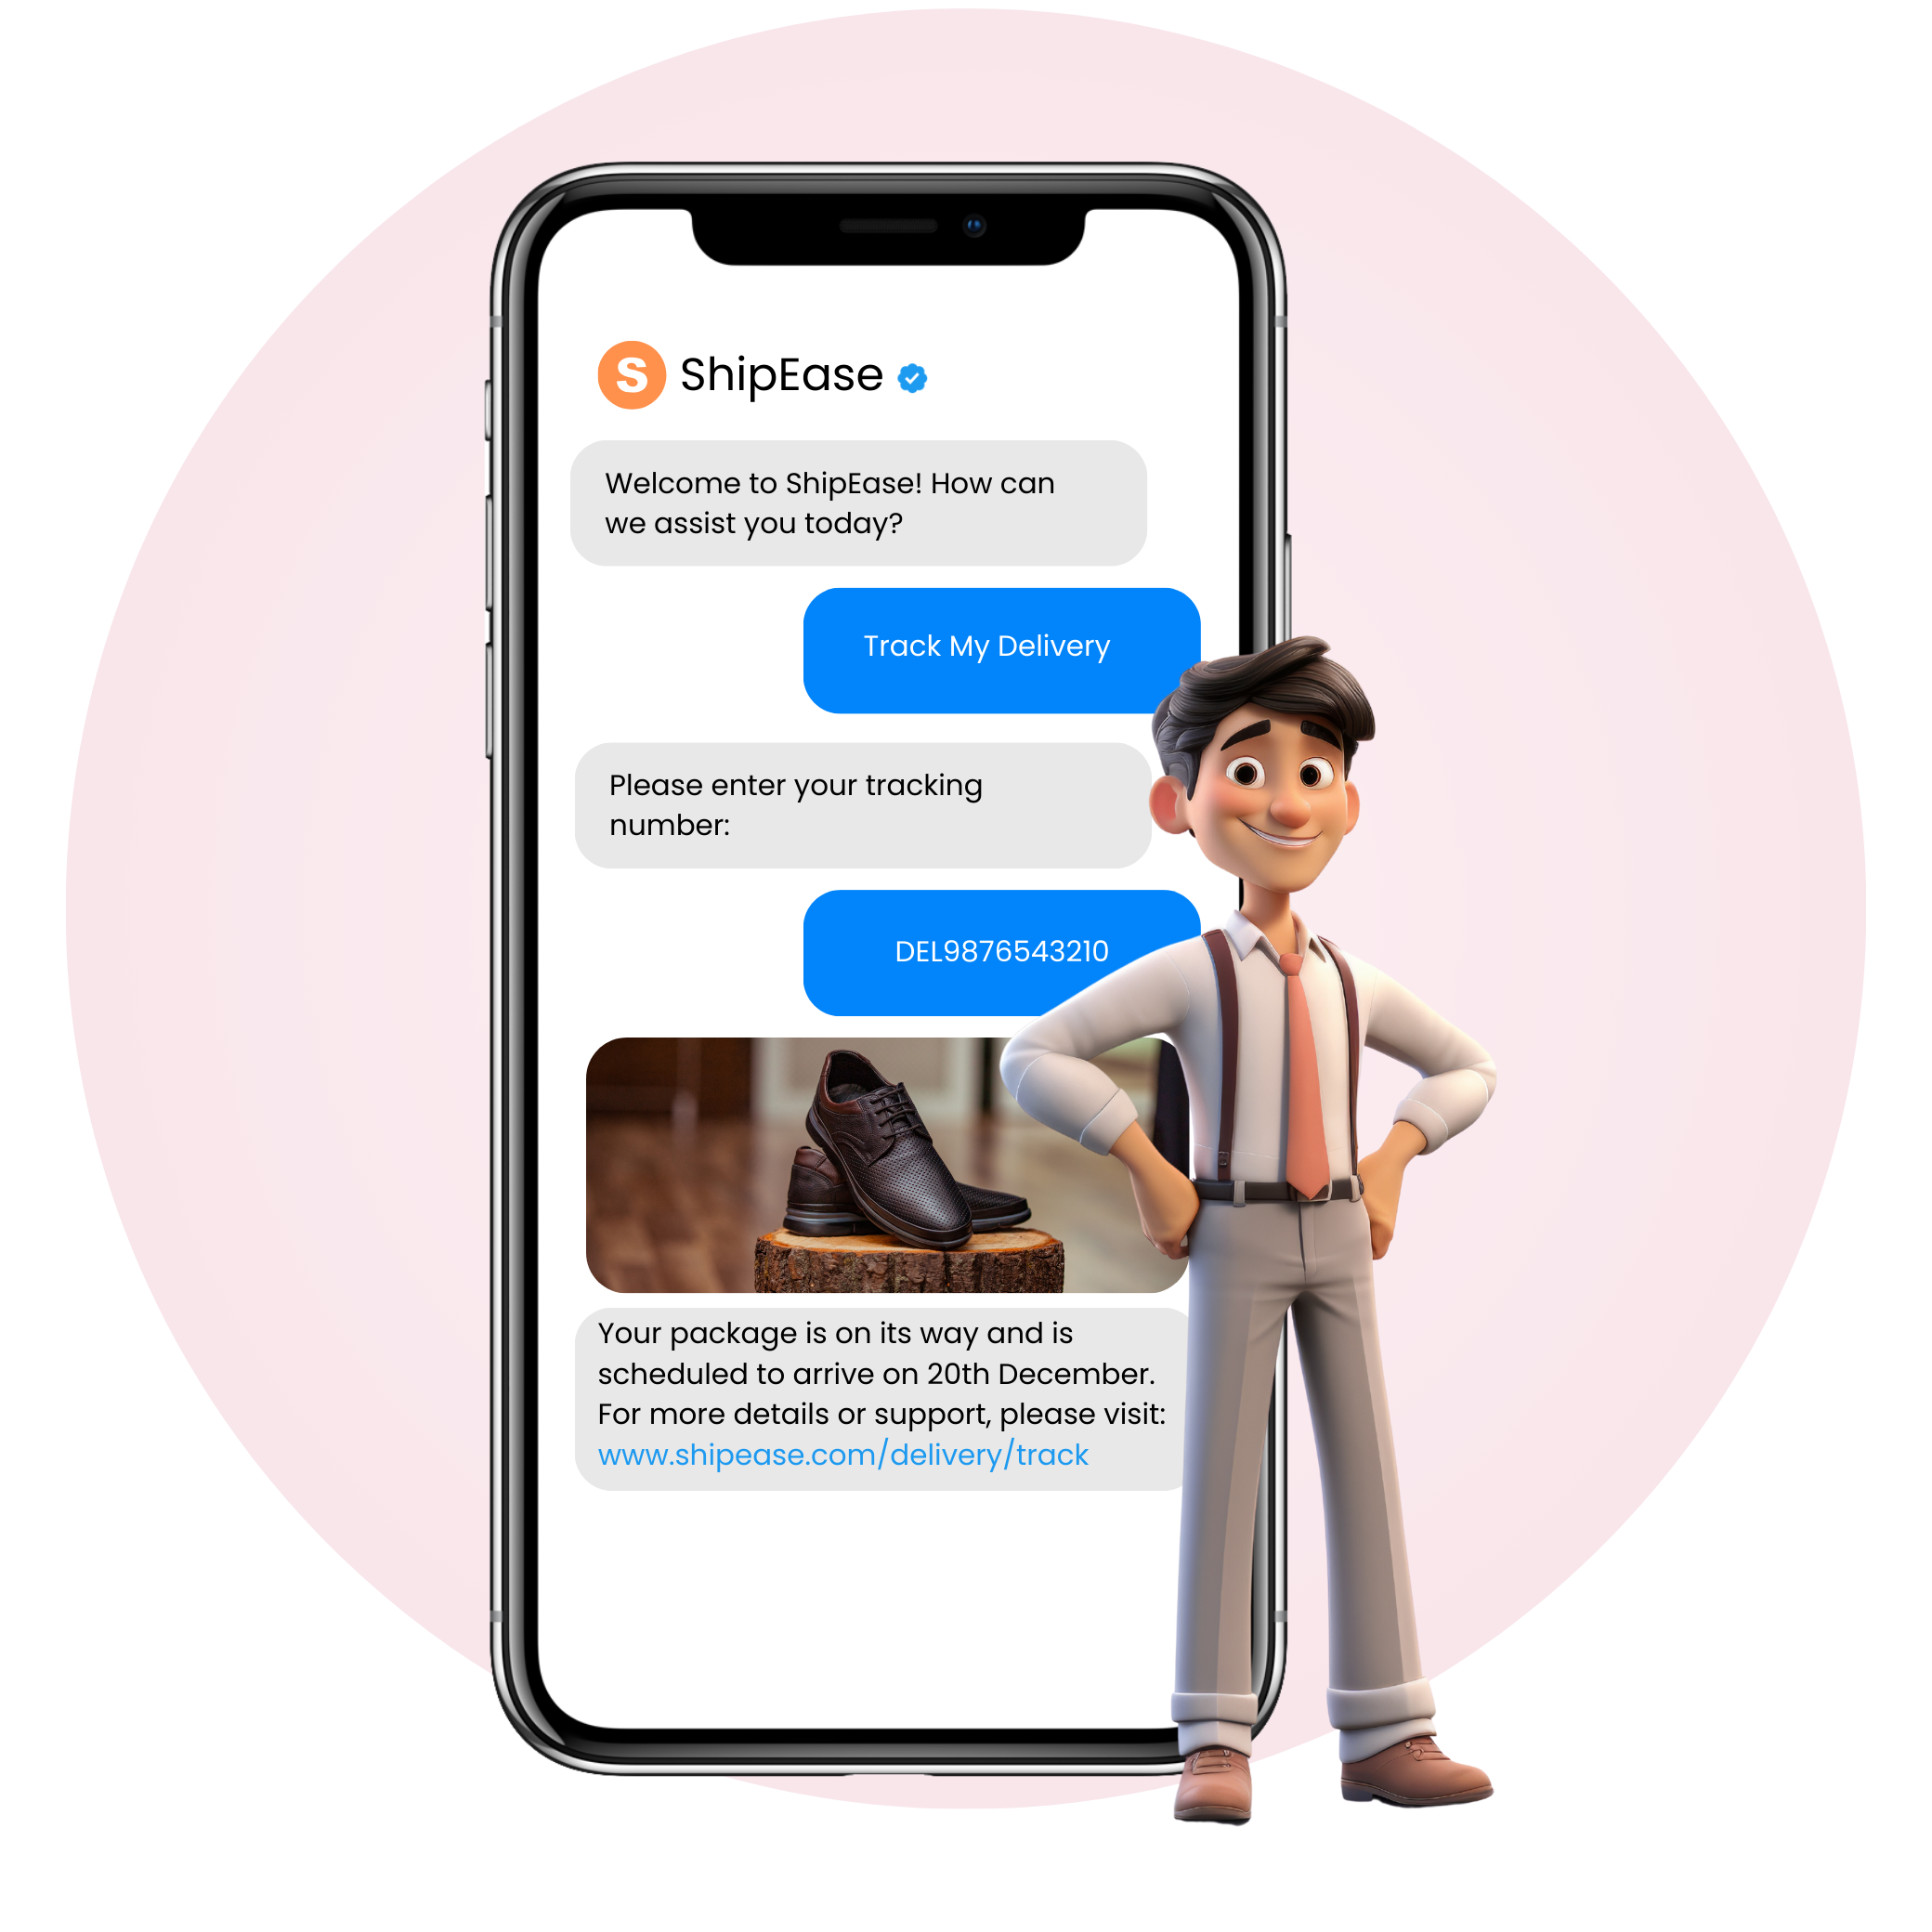 S ShipEase
Welcome to ShipEase! How can
we assist you today?
Track My Delivery
Please enter your tracking
number:
DEL9876543210
Your package is on its way and is
scheduled to arrive on 20th December.
For more details or support, please visit:
www.shipease.com/delivery/track